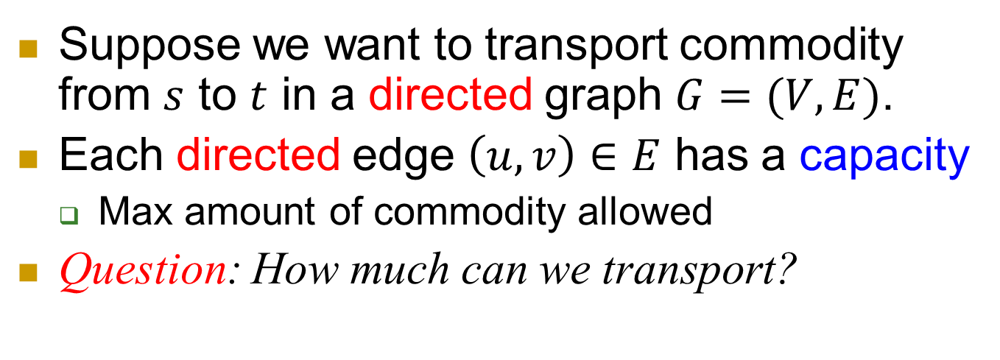 Suppose we want to transport commodity
from s to t in a directed graph G = (V, E).
Each directed edge (u, v) ∈ E has a capacity
Max amount of commodity allowed
Question: How much can we transport?